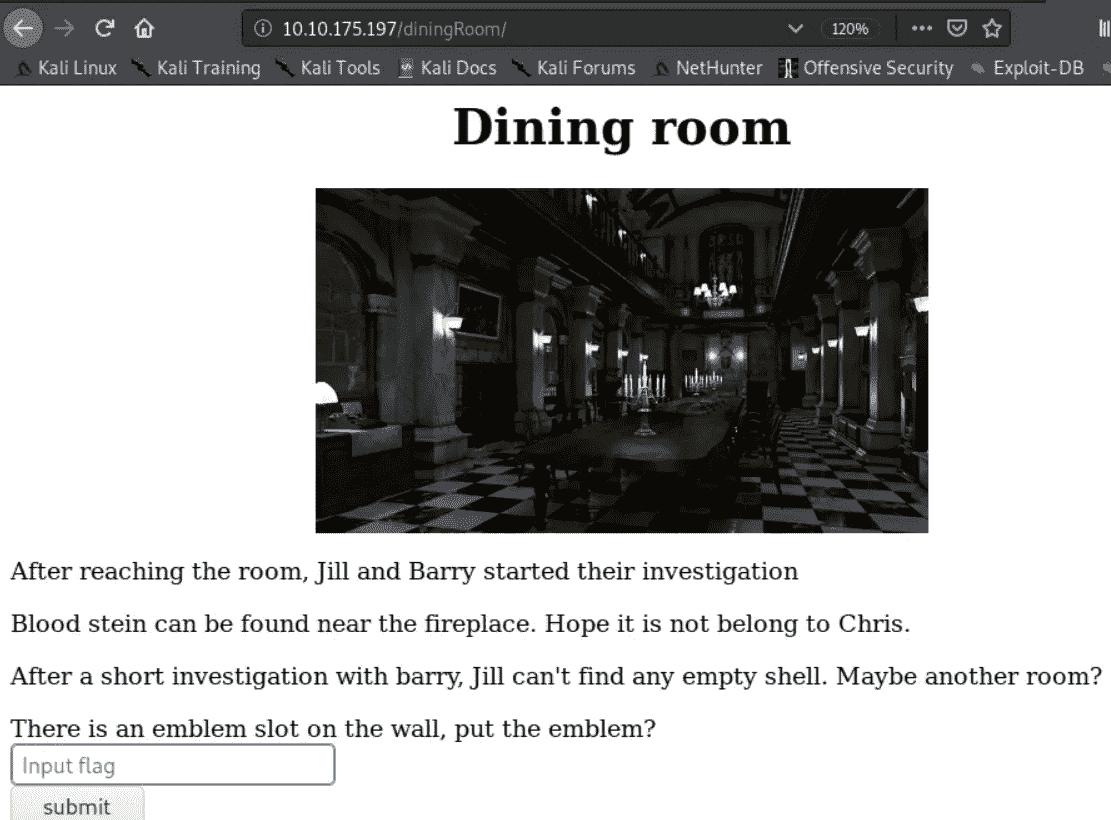 10.10.175.197/diningRoom/
120%
Kali Linux Kali Training Kali Tools Kali Docs Kali Forums NetHunter Offensive Security Exploit-DB
Dining room
After reaching the room, Jill and Barry started their investigation
Blood stein can be found near the fireplace. Hope it is not belong to Chris.
After a short investigation with barry, Jill can't find any empty shell. Maybe another room?
There is an emblem slot on the wall, put the emblem?
Input flag
submit